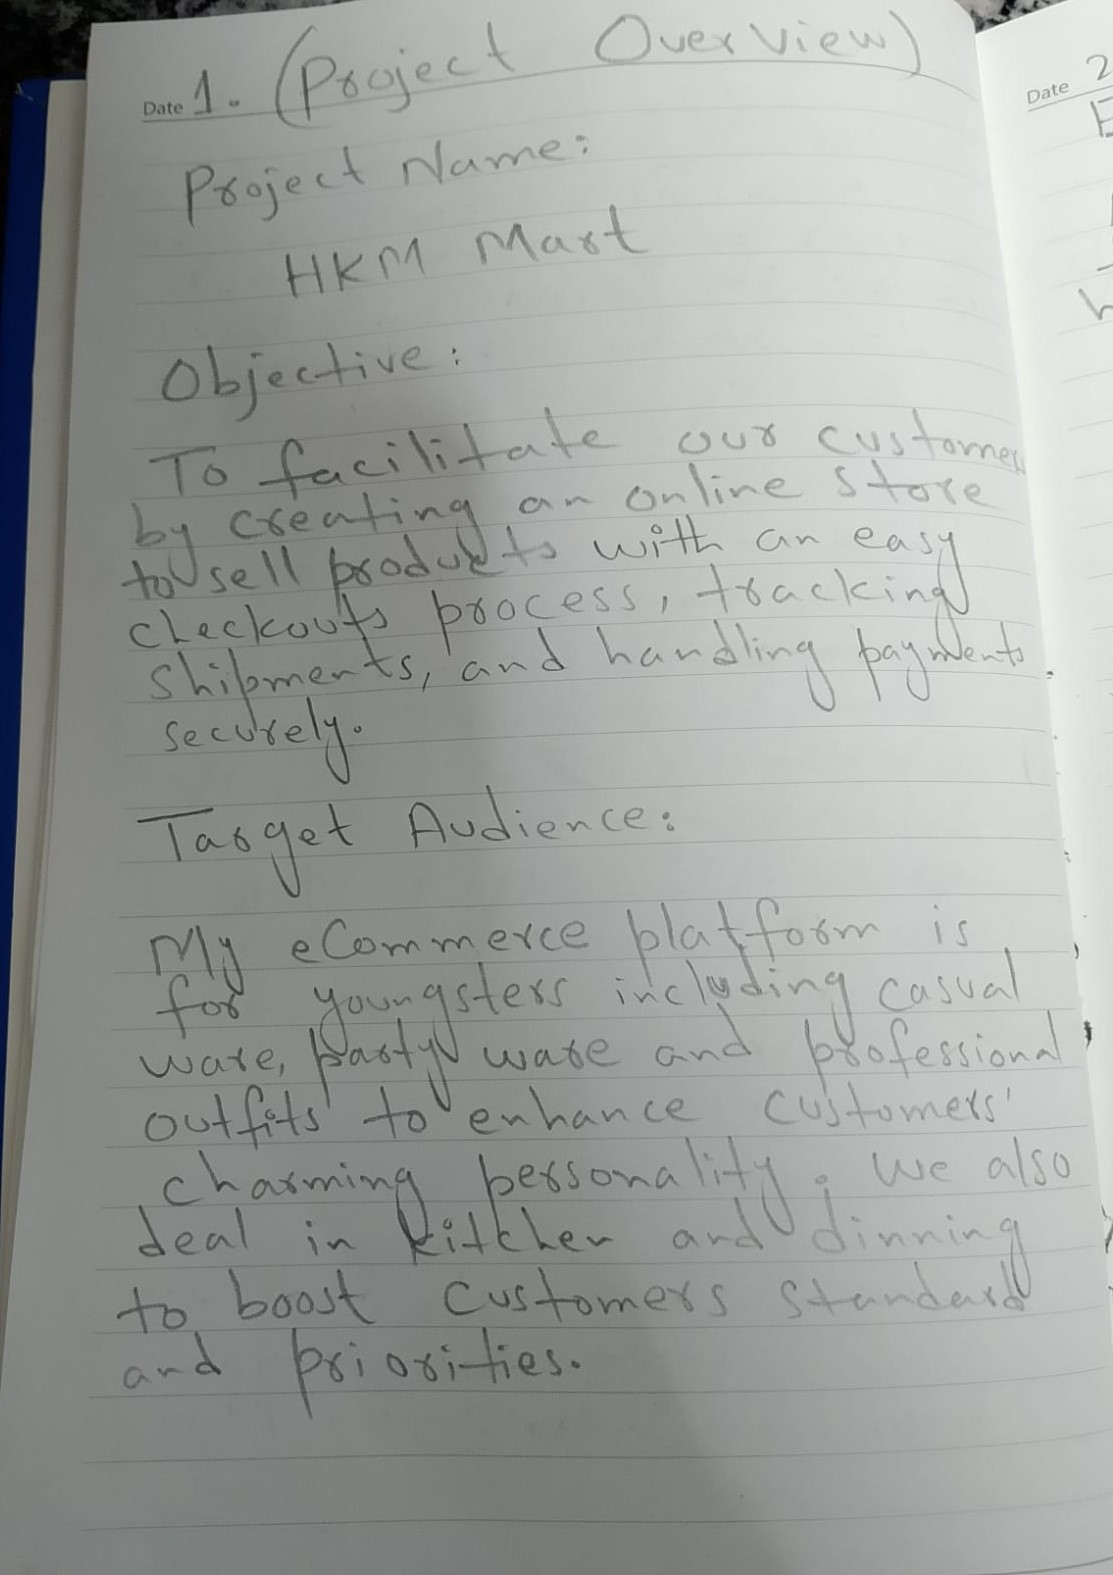 Date 1. (Project Overview)
Project Name:
HKM Mart
Objective:
To facilitate our customers
by creating an online store
to sell products with an easy
checkouts process, tracking
shipments, and handling payments
securely.
Target Audience:
My eCommerce platform is
for youngsters including casual
ware, party ware and professional
outfits to enhance customers'
charming personality. We also
deal in kitchen and dinning
to boost customers standard
and priorities.
Date 2